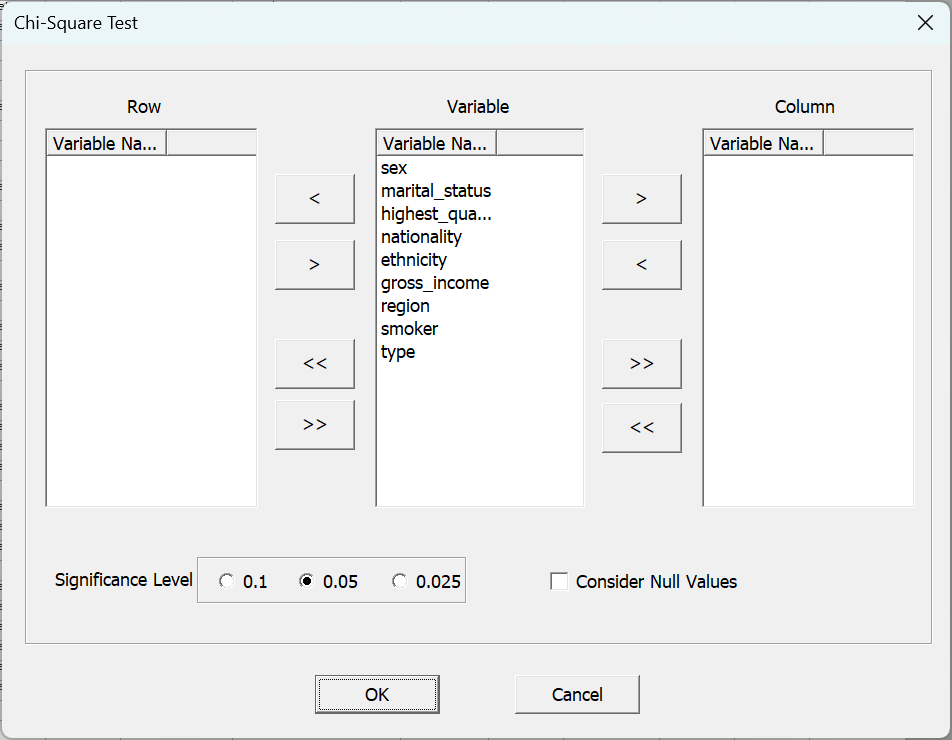 Chi-Square Test
Row
Variable
Column
Variable Na...
Variable Na...
Variable Na...
sex
marital_status
highest_qua...
nationality
ethnicity
gross_income
region
smoker
type
<
>
<<
>>
>
<
>>
<<
Significance Level
0.1
0.05
0.025
Consider Null Values
OK
Cancel